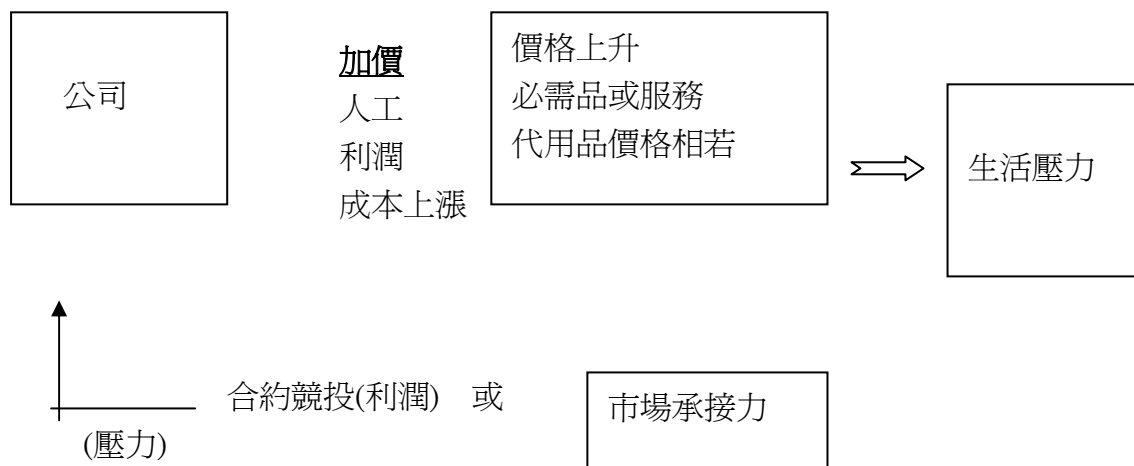 公司
加價
人工
利潤
成本上漲
價格上升
必需品或服務
代用品價格相若
生活壓力
合約競投(利潤) 或
市場承接力
(壓力)